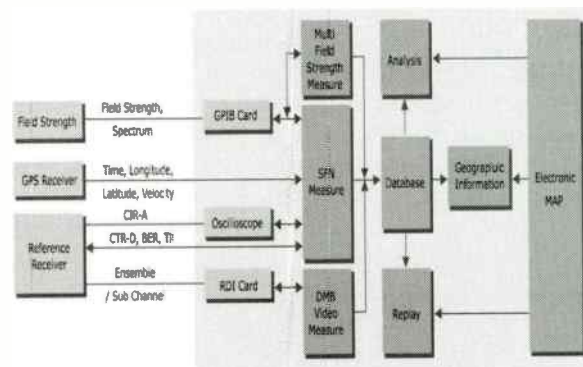 Multi
Field
Strength
Measure
Analysis
Field Strength
Field Strength,
Spectrum
GPIB Card
GPS Receiver
Time, Longitude,
Latitude, Velocity
SFN
Measure
Database
Geographic
Information
Electronic
MAP
CIR-A
Oscilloscope
Reference
Receiver
CTR-D, BER, TF
Ensemble
/ Sub Channel
RDI Card
DMB
Video
Measure
Replay